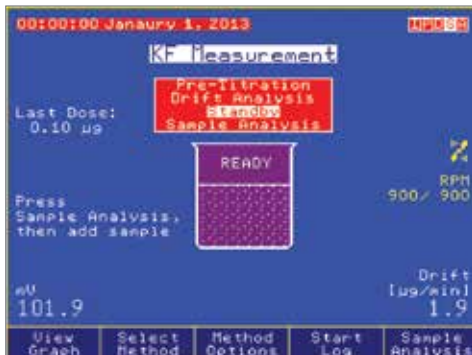 00:00:00 Janaury 1, 2013
KF Measurement
Pre-Titration
Drift Analysis
Standby
Sample Analysis
Last Dose:
0.10 µg
READY
RPM
900/ 900
Press
Sample Analysis,
then add sample
mV
101.9
Drift
[µg/min]
1.9
View Graph
Select Method
Method Options
Start Log
Sample Analysis